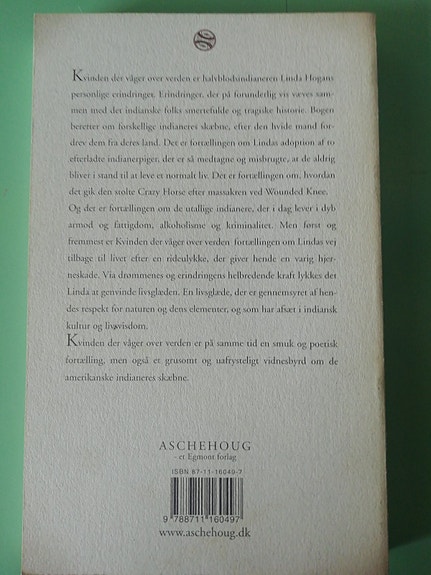 Kvinden der våger over verden er halvblodsindianeren Linda Hogans
personlige erindringer. Erindringer, der på forunderlig vis væves sam-
men med det indianske folks smertefulde og tragiske historie. Bogen
beretter om forskellige indianeres skæbne, efter den hvide mand for-
drev dem fra deres land. Det er fortællingen om Lindas adoption af to
efterladte indianerpiger, der er så medtagne og misbrugte, at de aldrig
bliver i stand til at leve et normalt liv. Det er fortællingen om, hvordan
det gik den stolte Crazy Horse efter massakren ved Wounded Knee.
Og det er fortællingen om de utallige indianere, der i dag lever i dyb
armod og fattigdom, alkoholisme og kriminalitet. Men først og
fremmest er Kvinden der våger over verden fortællingen om Lindas vej
tilbage til livet efter en rideulykke, der giver hende en varig hjer-
neskade. Via drømmenes og erindringens helbredende kraft lykkes det
Linda at genvinde livsglæden. En livsglæde, der er gennemsyret af hen-
des respekt for naturen og dens elementer, og som har afsæt i indiansk
kultur og livsvisdom.
Kvinden der våger over verden er på samme tid en smuk og poetisk
fortælling, men også et grusomt og uafrysteligt vidnesbyrd om de
amerikanske indianeres skæbne.
ASCHEHOUG
– et Egmont forlag
ISBN 87-11-16049-7
9 788711 160497
www.aschehoug.dk